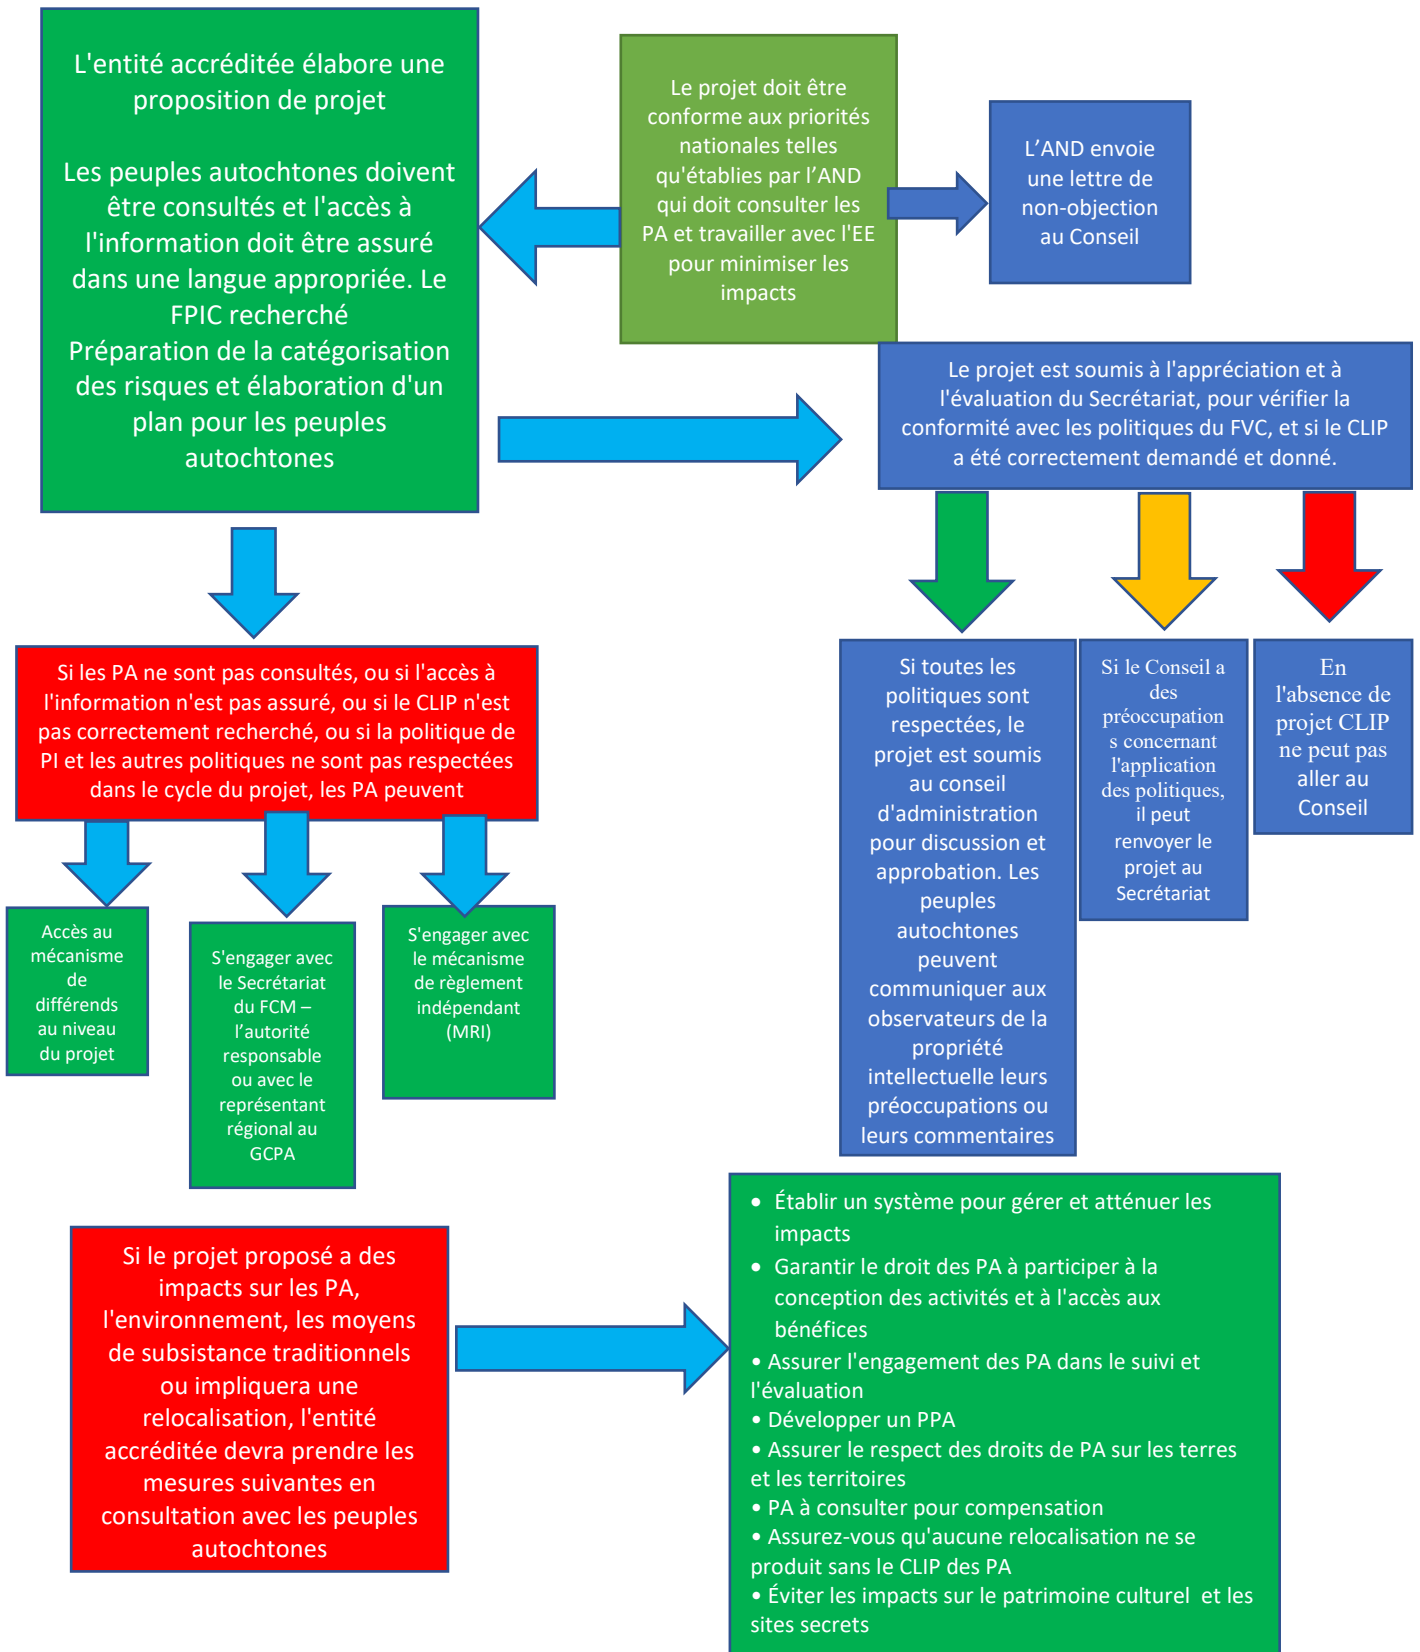 L'entité accréditée élabore une
proposition de projet
Les peuples autochtones doivent
être consultés et l'accès à
l'information doit être assuré
dans une langue appropriée. Le
FPIC recherché
Préparation de la catégorisation
des risques et élaboration d'un
plan pour les peuples
autochtones
Le projet doit être
conforme aux priorités
nationales telles
qu'établies par l’AND
qui doit consulter les
PA et travailler avec l'EE
pour minimiser les
impacts
L’AND envoie
une lettre de
non-objection
au Conseil
Le projet est soumis à l'appréciation et à
l'évaluation du Secrétariat, pour vérifier la
conformité avec les politiques du FVC, et si le CLIP
a été correctement demandé et donné.
Si les PA ne sont pas consultés, ou si l'accès à
l'information n'est pas assuré, ou si le CLIP n'est
pas correctement recherché, ou si la politique de
PI et les autres politiques ne sont pas respectées
dans le cycle du projet, les PA peuvent
Accès au
mécanisme
de
différends
au niveau
du projet
S'engager avec
le Secrétariat
du FCM –
l’autorité
responsable
ou avec le
représentant
régional au
GCPA
S'engager avec
le mécanisme
de règlement
indépendant
(MRI)
Si toutes les
politiques sont
respectées, le
projet est soumis
au conseil
d'administration
pour discussion et
approbation. Les
peuples
autochtones
peuvent
communiquer aux
observateurs de la
propriété
intellectuelle leurs
préoccupations ou
leurs commentaires
Si le Conseil a
des
préoccupation
s concernant
l'application
des politiques,
il peut
renvoyer le
projet au
Secrétariat
En
l'absence de
projet CLIP
ne peut pas
aller au
Conseil
Si le projet proposé a des
impacts sur les PA,
l'environnement, les moyens
de subsistance traditionnels
ou impliquera une
relocalisation, l'entité
accréditée devra prendre les
mesures suivantes en
consultation avec les peuples
autochtones
• Établir un système pour gérer et atténuer les
impacts
• Garantir le droit des PA à participer à la
conception des activités et à l'accès aux
bénéfices
• Assurer l'engagement des PA dans le suivi et
l'évaluation
• Développer un PPA
• Assurer le respect des droits de PA sur les terres
et les territoires
• PA à consulter pour compensation
• Assurez-vous qu'aucune relocalisation ne se
produit sans le CLIP des PA
• Éviter les impacts sur le patrimoine culturel et les
sites secrets